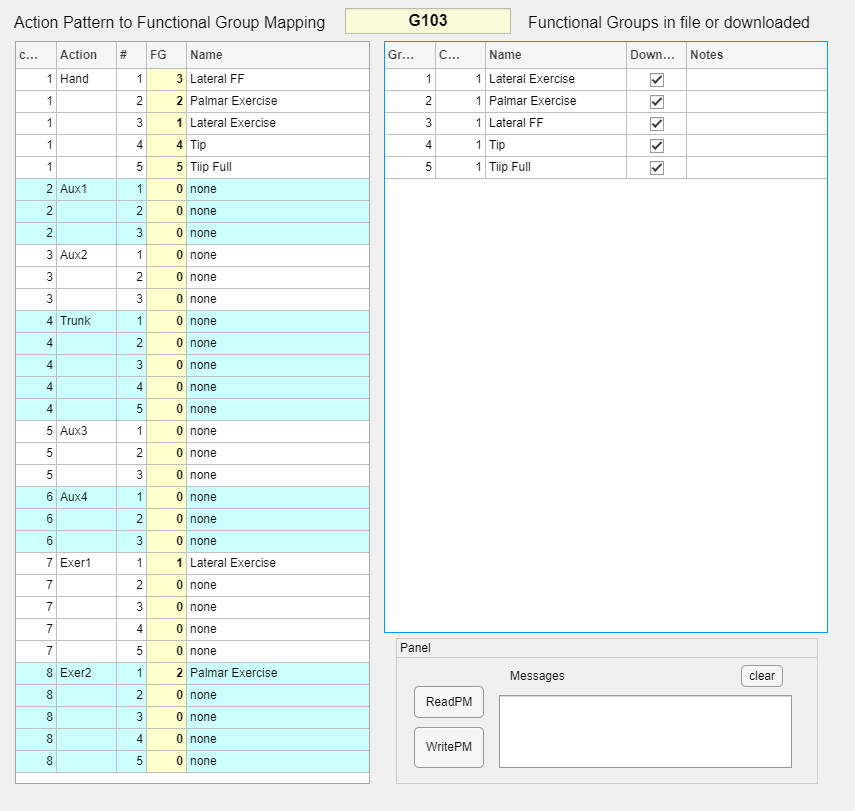 Action Pattern to Functional Group Mapping
G103
Functional Groups in file or downloaded
c... Action # FG Name
1 Hand 1 3 Lateral FF
1 2 2 Palmar Exercise
1 3 1 Lateral Exercise
1 4 4 Tip
1 5 5 Tiip Full
2 Aux1 1 0 none
2 2 0 none
2 3 0 none
3 Aux2 1 0 none
3 2 0 none
3 3 0 none
4 Trunk 1 0 none
4 2 0 none
4 3 0 none
4 4 0 none
4 5 0 none
5 Aux3 1 0 none
5 2 0 none
5 3 0 none
6 Aux4 1 0 none
6 2 0 none
6 3 0 none
7 Exer1 1 1 Lateral Exercise
7 2 0 none
7 3 0 none
7 4 0 none
7 5 0 none
8 Exer2 1 2 Palmar Exercise
8 2 0 none
8 3 0 none
8 4 0 none
8 5 0 none
Gr... C... Name Down... Notes
1 1 Lateral Exercise
2 1 Palmar Exercise
3 1 Lateral FF
4 1 Tip
5 1 Tiip Full
Panel
Messages
clear
ReadPM
WritePM